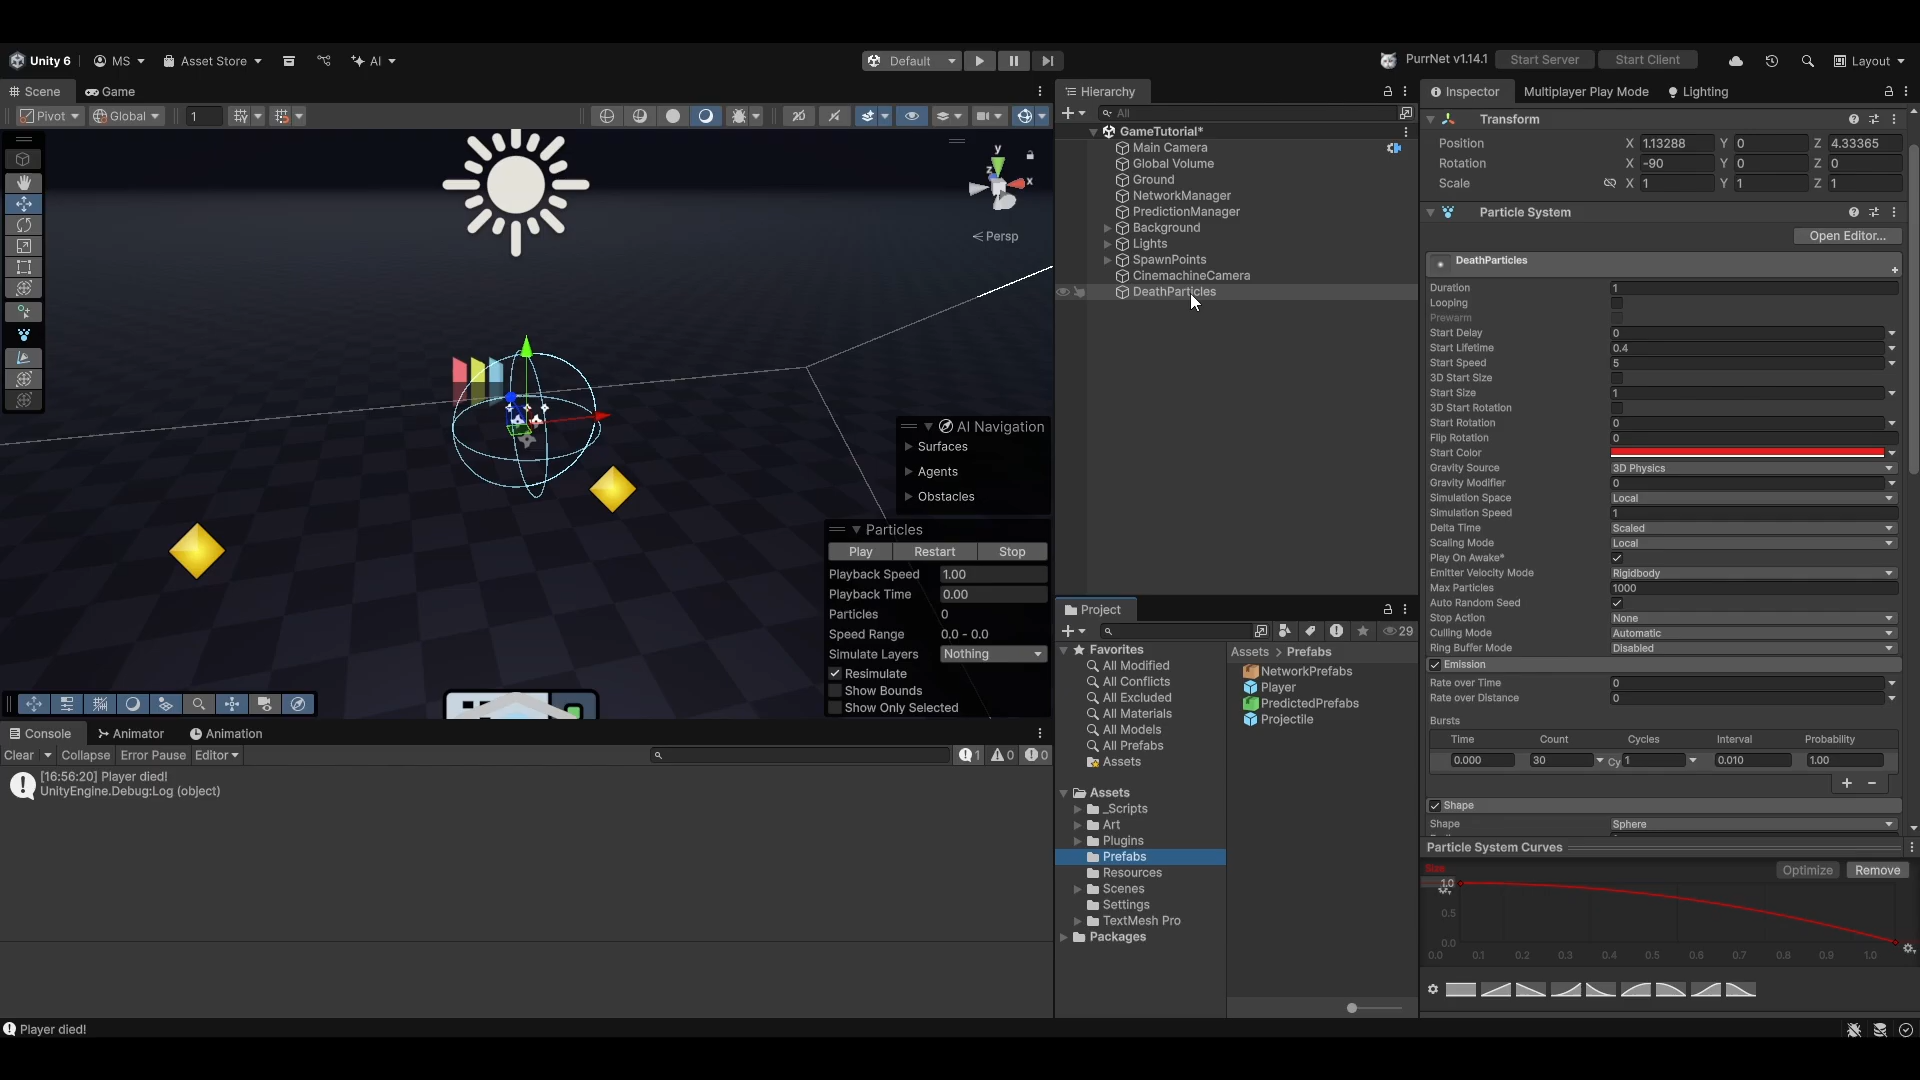 Unity 6
MS
Asset Store
AI
Default
PurrNet v1.14.1
Start Server
Start Client
Layout
Scene
Game
Pivot
Global
1
2D
y
z
x
Persp
AI Navigation
Surfaces
Agents
Obstacles
Particles
Play
Restart
Stop
Playback Speed 1.00
Playback Time 0.00
Particles 0
Speed Range 0.0 - 0.0
Simulate Layers Nothing
Resimulate
Show Bounds
Show Only Selected
Hierarchy
All
GameTutorial*
Main Camera
Global Volume
Ground
NetworkManager
PredictionManager
Background
Lights
SpawnPoints
CinemachineCamera
DeathParticles
Console
Animator
Animation
Clear
Collapse
Error Pause
Editor
1
0
0
[16:56:20] Player died!
UnityEngine.Debug:Log (object)
Player died!
Project
29
Favorites
All Modified
All Conflicts
All Excluded
All Materials
All Models
All Prefabs
Assets
Assets
_Scripts
Art
Plugins
Prefabs
Resources
Scenes
Settings
TextMesh Pro
Packages
Assets > Prefabs
NetworkPrefabs
Player
PredictedPrefabs
Projectile
Inspector
Multiplayer Play Mode
Lighting
Transform
Position X 1.13288 Y 0 Z 4.33365
Rotation X -90 Y 0 Z 0
Scale X 1 Y 1 Z 1
Particle System
Open Editor...
DeathParticles
Duration 1
Looping
Prewarm
Start Delay 0
Start Lifetime 0.4
Start Speed 5
3D Start Size
Start Size 1
3D Start Rotation
Start Rotation 0
Flip Rotation 0
Start Color
Gravity Source 3D Physics
Gravity Modifier 0
Simulation Space Local
Simulation Speed 1
Delta Time Scaled
Scaling Mode Local
Play On Awake*
Emitter Velocity Mode Rigidbody
Max Particles 1000
Auto Random Seed
Stop Action None
Culling Mode Automatic
Ring Buffer Mode Disabled
Emission
Rate over Time 0
Rate over Distance 0
Bursts
Time Count Cycles Interval Probability
0.000 30 Cy 1 0.010 1.00
Shape
Shape Sphere
Particle System Curves
Size
Optimize
Remove
1.0
0.5
0.0
0.0 0.1 0.2 0.3 0.4 0.5 0.6 0.7 0.8 0.9 1.0